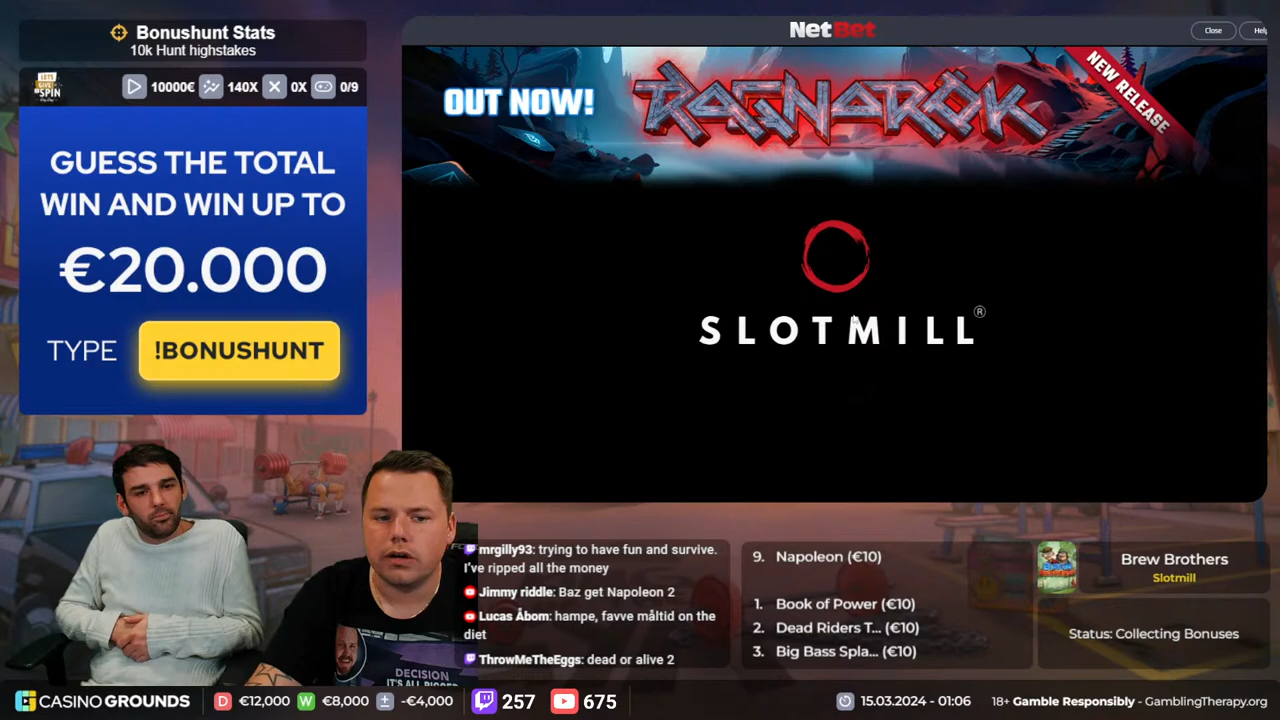 Bonushunt Stats
10k Hunt highstakes
LETS
GIVE IT A
SPIN
10000€ 140X 0X 0/9
GUESS THE TOTAL
WIN AND WIN UP TO
€20.000
TYPE !BONUSHUNT
NetBet
Close
OUT NOW!
RAGNARÖK
NEW RELEASE
SLOTMILL®
mrgilly93: trying to have fun and survive.
I've ripped all the money
Jimmy riddle: Baz get Napoleon 2
Lucas Åbom: hampe, favve måltid on the
diet
ThrowMeTheEggs: dead or alive 2
9. Napoleon (€10)
1. Book of Power (€10)
2. Dead Riders T... (€10)
3. Big Bass Spla... (€10)
Brew Brothers
Slotmill
Status: Collecting Bonuses
DECISION
CASINOGROUNDS
D €12,000 W €8,000 ± -€4,000
257 675
15.03.2024 - 01:06
18+ Gamble Responsibly - GamblingTherapy.org